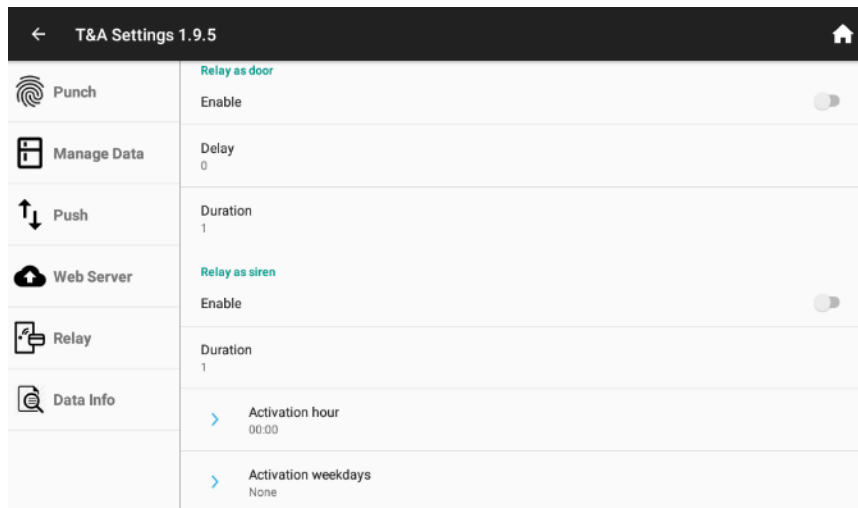 T&A Settings 1.9.5
Punch
Manage Data
Push
Web Server
Relay
Data Info
Relay as door
Enable
Delay
0
Duration
1
Relay as siren
Enable
Duration
1
Activation hour
00:00
Activation weekdays
None